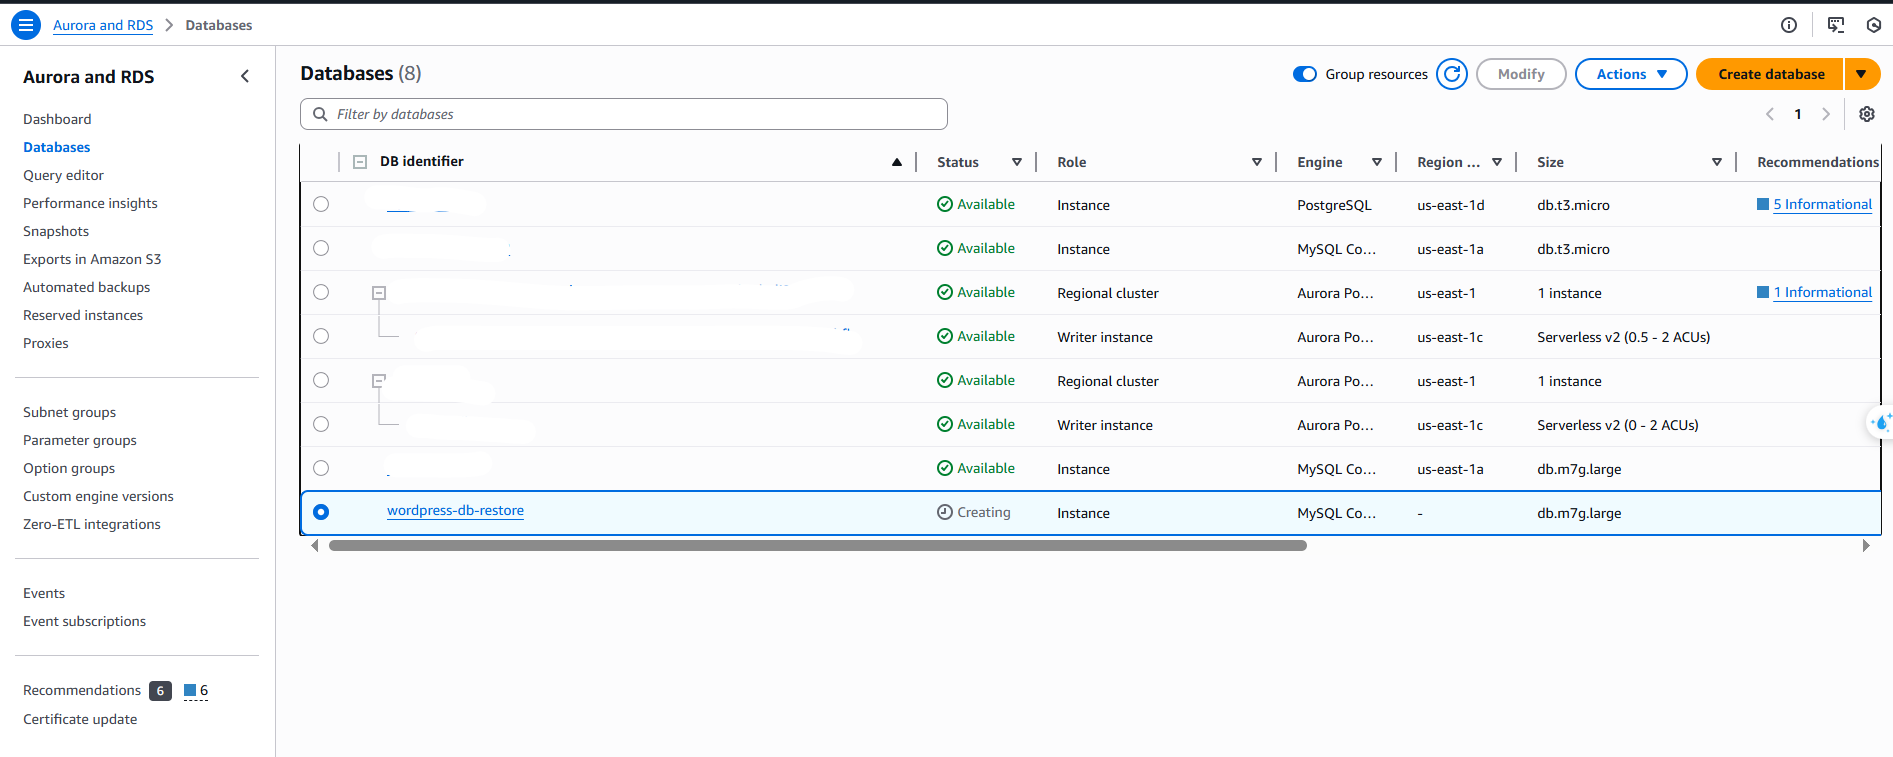 Aurora and RDS > Databases
Aurora and RDS
Dashboard
Databases
Query editor
Performance insights
Snapshots
Exports in Amazon S3
Automated backups
Reserved instances
Proxies
Subnet groups
Parameter groups
Option groups
Custom engine versions
Zero-ETL integrations
Events
Event subscriptions
Recommendations 6 6
Certificate update
Databases (8)
Group resources
Modify
Actions
Create database
Filter by databases
1
DB identifier Status Role Engine Region ... Size Recommendations
Available Instance PostgreSQL us-east-1d db.t3.micro 5 Informational
Available Instance MySQL Co... us-east-1a db.t3.micro
Available Regional cluster Aurora Po... us-east-1 1 instance 1 Informational
Available Writer instance Aurora Po... us-east-1c Serverless v2 (0.5 - 2 ACUs)
Available Regional cluster Aurora Po... us-east-1 1 instance
Available Writer instance Aurora Po... us-east-1c Serverless v2 (0 - 2 ACUs)
Available Instance MySQL Co... us-east-1a db.m7g.large
wordpress-db-restore Creating Instance MySQL Co... - db.m7g.large